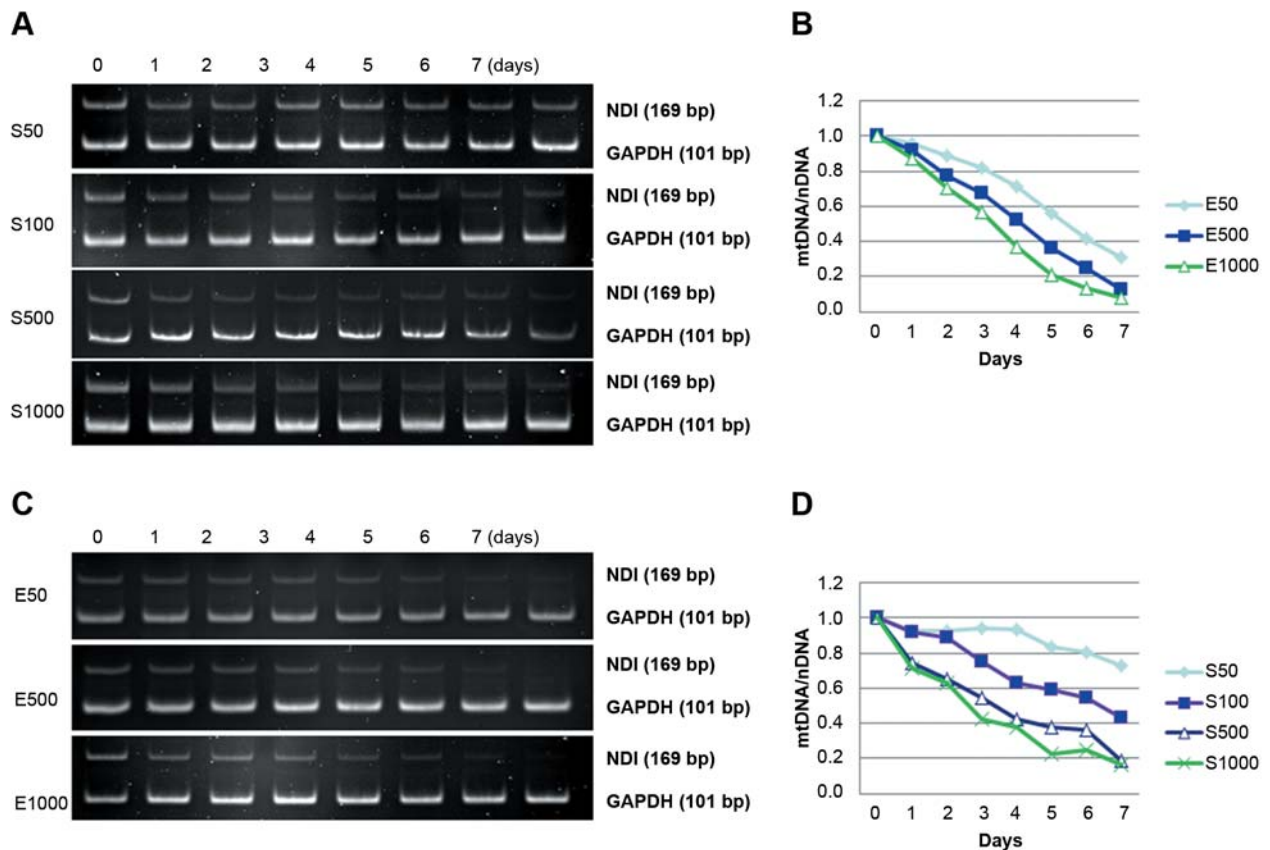 A
0 1 2 3 4 5 6 7 (days)
S50
NDI (169 bp)
GAPDH (101 bp)
S100
NDI (169 bp)
GAPDH (101 bp)
S500
NDI (169 bp)
GAPDH (101 bp)
S1000
NDI (169 bp)
GAPDH (101 bp)
B
mtDNA/nDNA
1.2
1.0
0.8
0.6
0.4
0.2
0.0
0 1 2 3 4 5 6 7
Days
E50
E500
E1000
C
0 1 2 3 4 5 6 7 (days)
E50
NDI (169 bp)
GAPDH (101 bp)
E500
NDI (169 bp)
GAPDH (101 bp)
E1000
NDI (169 bp)
GAPDH (101 bp)
D
mtDNA/nDNA
1.2
1.0
0.8
0.6
0.4
0.2
0.0
0 1 2 3 4 5 6 7
Days
S50
S100
S500
S1000